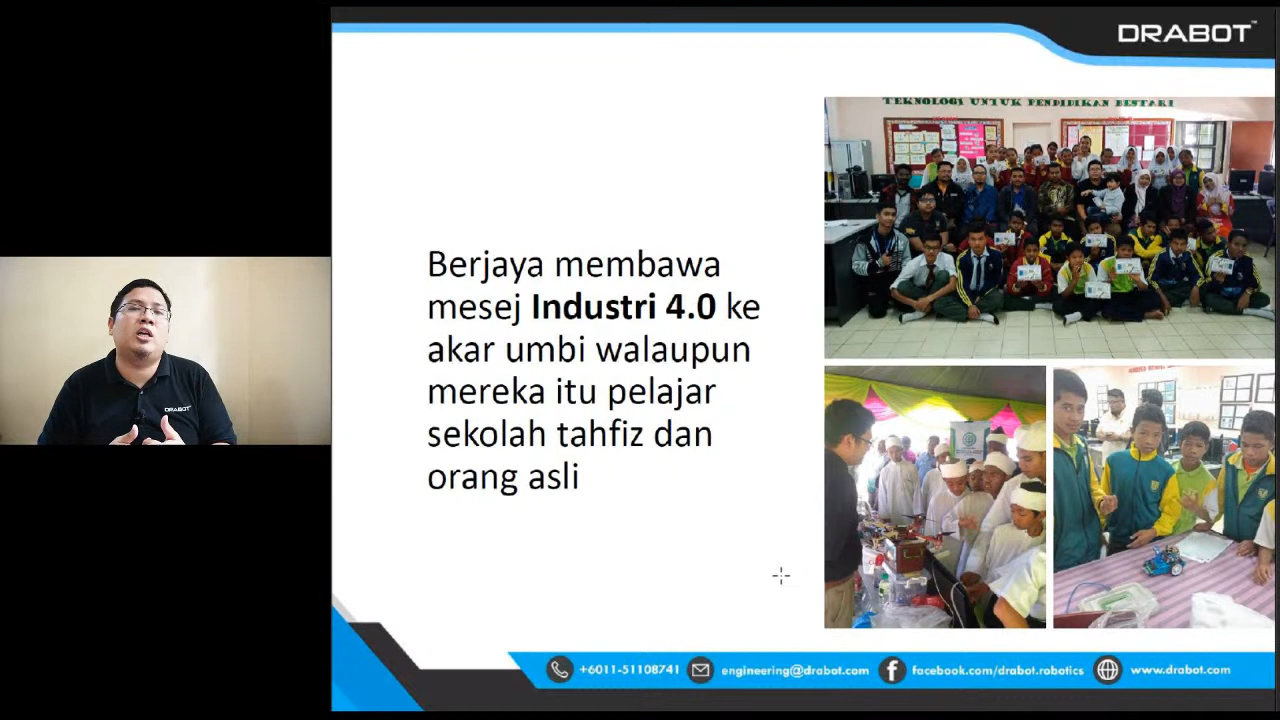 DRABOT™
TEKNOLOGI UNTUK PENDIDIKAN BESTARI
Berjaya membawa
mesej Industri 4.0 ke
akar umbi walaupun
mereka itu pelajar
sekolah tahfiz dan
orang asli
DRABOT
+6011-51108741
engineering@drabot.com
facebook.com/drabot.robotics
www.drabot.com